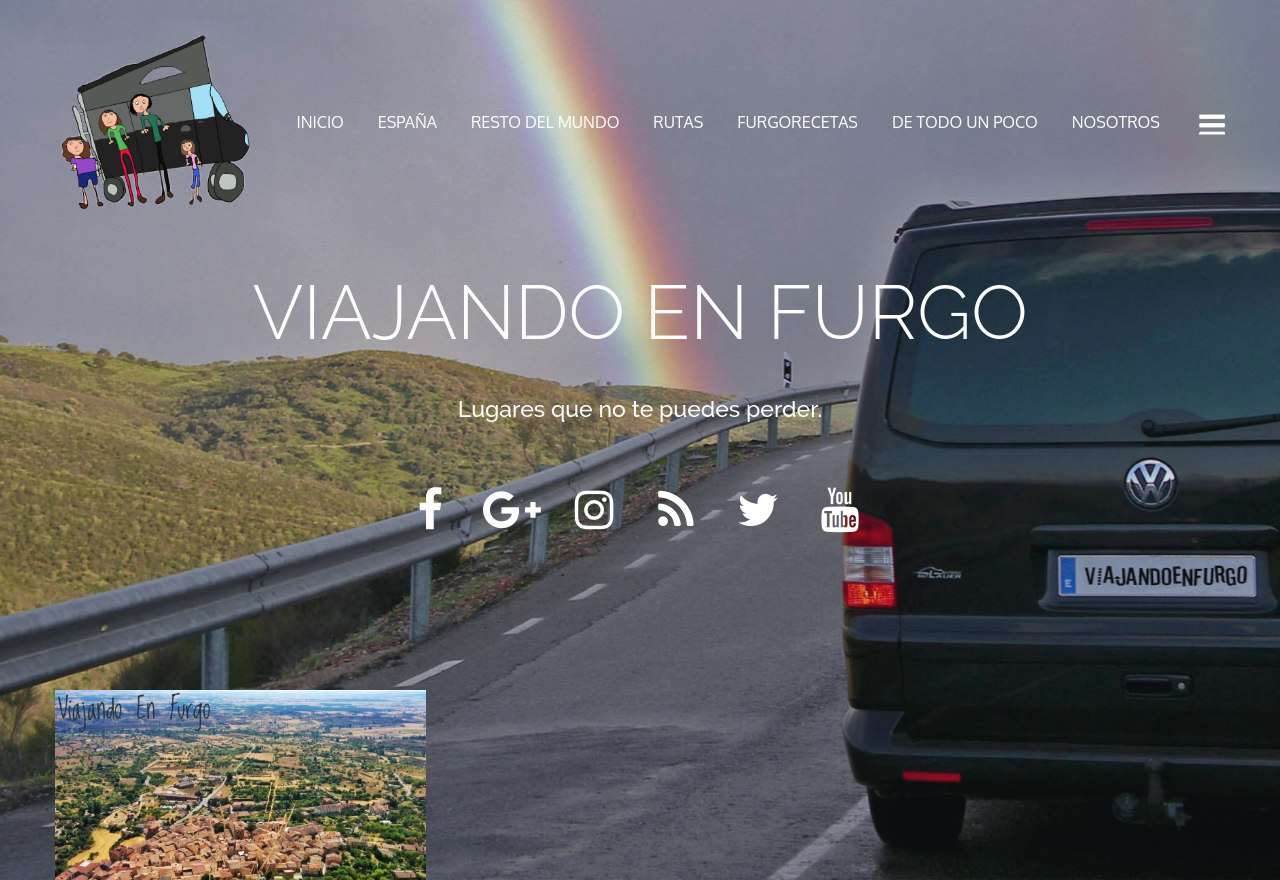 INICIO
ESPAÑA
RESTO DEL MUNDO
RUTAS
FURGORECETAS
DE TODO UN POCO
NOSOTROS
VIAJANDO EN FURGO
Lugares que no te puedes perder.
You
Tube
E VIAJANDOENFURGO
Viajando En Furgo